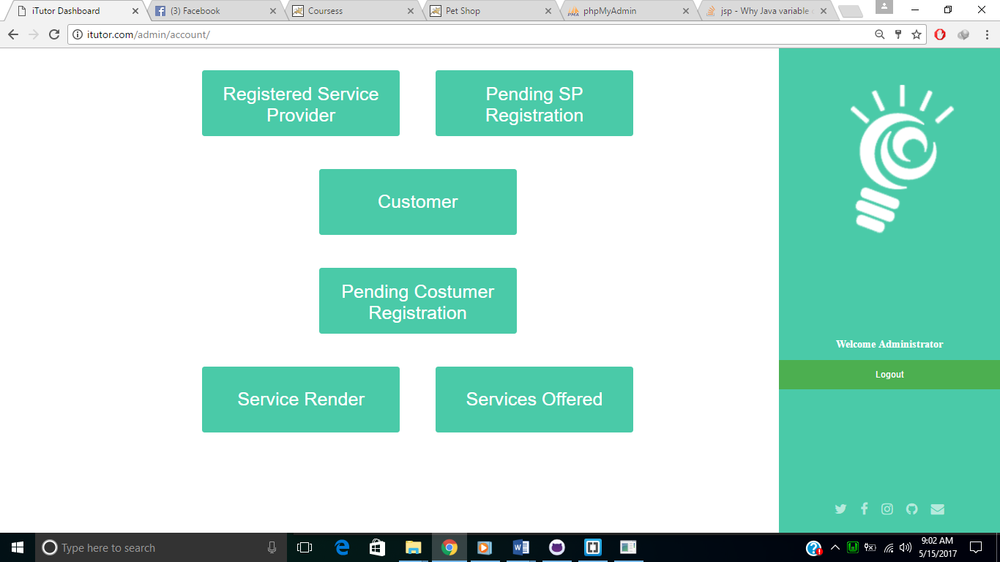 iTutor Dashboard
(3) Facebook
Coursess
Pet Shop
phpMyAdmin
jsp - Why Java variable
itutor.com/admin/account/
Registered Service
Provider
Pending SP
Registration
Customer
Pending Costumer
Registration
Service Render
Services Offered
Welcome Administrator
Logout
Type here to search
9:02 AM
5/15/2017